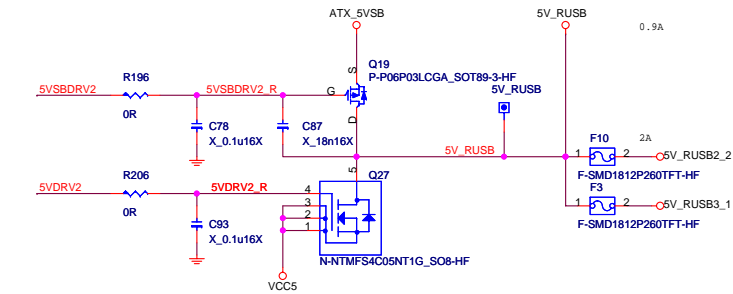 ATX_5VSB
5V_RUSB
0.9A
Q19
P-P06P03LCGA_SOT89-3-HF
S
G
D
5VSBDRV2
R196
0R
5VSBDRV2_R
C78
X_0.1u16X
C87
X_18n16X
5V_RUSB
5V_RUSB
F10
2A
1
2
5V_RUSB2_2
F-SMD1812P260TFT-HF
F3
1
2
5V_RUSB3_1
F-SMD1812P260TFT-HF
5VDRV2
R206
0R
5VDRV2_R
C93
X_0.1u16X
5
Q27
4
3
2
1
N-NTMFS4C05NT1G_SO8-HF
VCC5